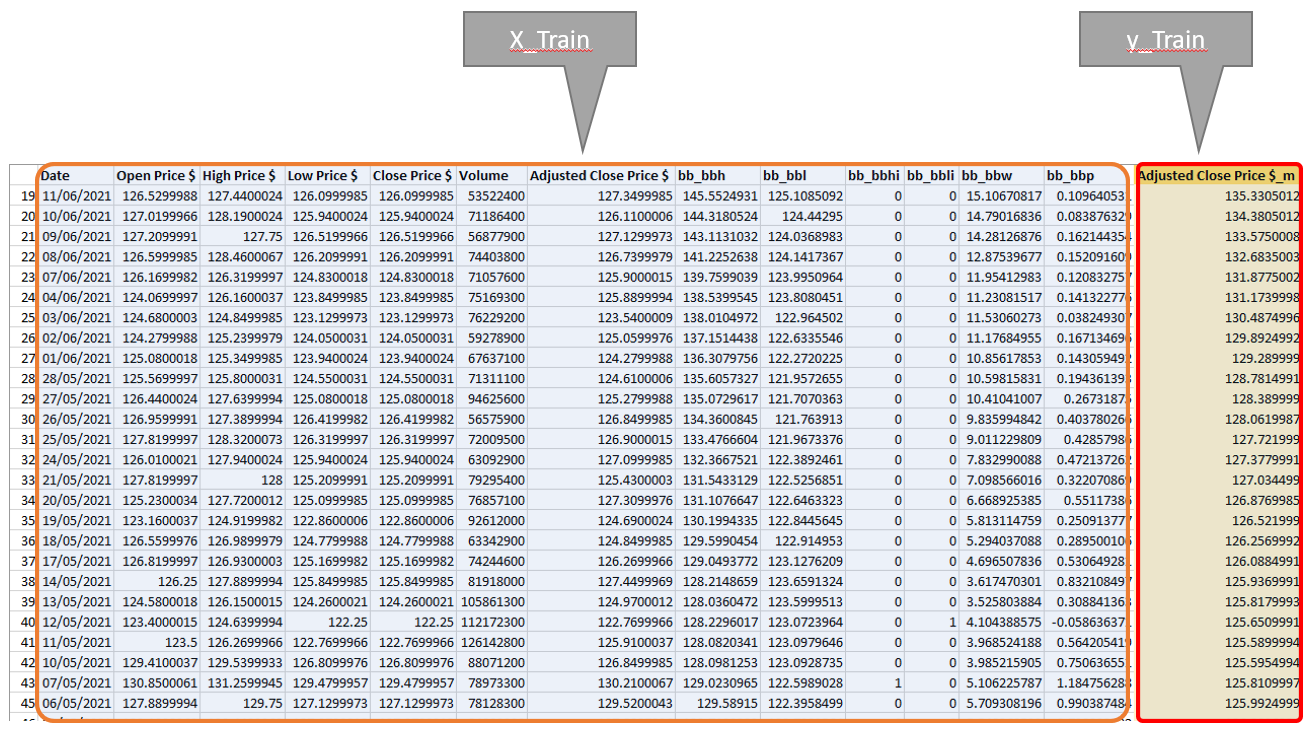 X_Train y_Train
Date Open Price $ High Price $ Low Price $ Close Price $ Volume Adjusted Close Price $ bb_bbh bb_bbl bb_bbhi bb_bbli bb_bbw bb_bbp Adjusted Close Price $_m
19 11/06/2021 126.5299988 127.4400024 126.0999985 126.0999985 53522400 127.3499985 145.5524931 125.1085092 0 0 15.10670817 0.109640531 135.3305012
20 10/06/2021 127.0199966 128.1900024 125.9400024 125.9400024 71186400 126.1100006 144.3180524 124.44295 0 0 14.79016836 0.083876329 134.3805012
21 09/06/2021 127.2099991 127.75 126.5199966 126.5199966 56877900 127.1299973 143.1131032 124.0368983 0 0 14.28126876 0.162144354 133.5750008
22 08/06/2021 126.5999985 128.4600067 126.2099991 126.2099991 74403800 126.7399979 141.2252638 124.1417367 0 0 12.87539677 0.152091609 132.6835003
23 07/06/2021 126.1699982 126.3199997 124.8300018 124.8300018 71057600 125.9000015 139.7599039 123.9950964 0 0 11.95412983 0.120832757 131.8775002
24 04/06/2021 124.0699997 126.1600037 123.8499985 123.8499985 75169300 125.8899994 138.5399545 123.8080451 0 0 11.23081517 0.141322776 131.1739998
25 03/06/2021 124.6800003 124.8499985 123.1299973 123.1299973 76229200 123.5400009 138.0104972 122.964502 0 0 11.53060273 0.038249307 130.4874996
26 02/06/2021 124.2799988 125.2399979 124.0500031 124.0500031 59278900 125.0599976 137.1514438 122.6335546 0 0 11.17684955 0.167134696 129.8924992
27 01/06/2021 125.0800018 125.3499985 123.9400024 123.9400024 67637100 124.2799988 136.3079756 122.2720225 0 0 10.85617853 0.143059492 129.289999
28 28/05/2021 125.5699997 125.8000031 124.5500031 124.5500031 71311100 124.6100006 135.6057327 121.9572655 0 0 10.59815831 0.194361393 128.7814991
29 27/05/2021 126.4400024 127.6399994 125.0800018 125.0800018 94625600 125.2799988 135.0729617 121.7070363 0 0 10.41041007 0.26731875 128.389999
30 26/05/2021 126.9599991 127.3899994 126.4199982 126.4199982 56575900 126.8499985 134.3600845 121.763913 0 0 9.835994842 0.403780266 128.0619987
31 25/05/2021 127.8199997 128.3200073 126.3199997 126.3199997 72009500 126.9000015 133.4766604 121.9673376 0 0 9.011229809 0.42857986 127.721999
32 24/05/2021 126.0100021 127.9400024 125.9400024 125.9400024 63092900 127.0999985 132.3667521 122.3892461 0 0 7.832990088 0.472137262 127.3779991
33 21/05/2021 127.8199997 128 125.2099991 125.2099991 79295400 125.4300003 131.5433129 122.5256851 0 0 7.098566016 0.322070869 127.034499
34 20/05/2021 125.2300034 127.7200012 125.0999985 125.0999985 76857100 127.3099976 131.1076647 122.6463323 0 0 6.668925385 0.55117386 126.8769985
35 19/05/2021 123.1600037 124.9199982 122.8600006 122.8600006 92612000 124.6900024 130.1994335 122.8445645 0 0 5.813114759 0.250913777 126.521999
36 18/05/2021 126.5599976 126.9899979 124.7799988 124.7799988 63342900 124.8499985 129.5990454 122.914953 0 0 5.294037088 0.289500106 126.2569992
37 17/05/2021 126.8199997 126.9300003 125.1699982 125.1699982 74244600 126.2699966 129.0493772 123.1276209 0 0 4.696507836 0.530649281 126.0884991
38 14/05/2021 126.25 127.8899994 125.8499985 125.8499985 81918000 127.4499969 128.2148659 123.6591324 0 0 3.617470301 0.832108497 125.9369991
39 13/05/2021 124.5800018 126.1500015 124.2600021 124.2600021 105861300 124.9700012 128.0360472 123.5999513 0 0 3.525803884 0.308841363 125.8179993
40 12/05/2021 123.4000015 124.6399994 122.25 122.25 112172300 122.7699966 128.2296017 123.0723964 0 1 4.104388575 -0.05863637 125.6509991
41 11/05/2021 123.5 126.2699966 122.7699966 122.7699966 126142800 125.9100037 128.0820341 123.0979646 0 0 3.968524188 0.564205419 125.5899994
42 10/05/2021 129.4100037 129.5399933 126.8099976 126.8099976 88071200 126.8499985 128.0981253 123.0928735 0 0 3.985215905 0.75063655 125.5954994
43 07/05/2021 130.8500061 131.2599945 129.4799957 129.4799957 78973300 130.2100067 129.0230965 122.5989028 1 0 5.106225787 1.184756288 125.8109997
45 06/05/2021 127.8899994 129.75 127.1299973 127.1299973 78128300 129.5200043 129.58915 122.3958499 0 0 5.709308196 0.990387484 125.9924999